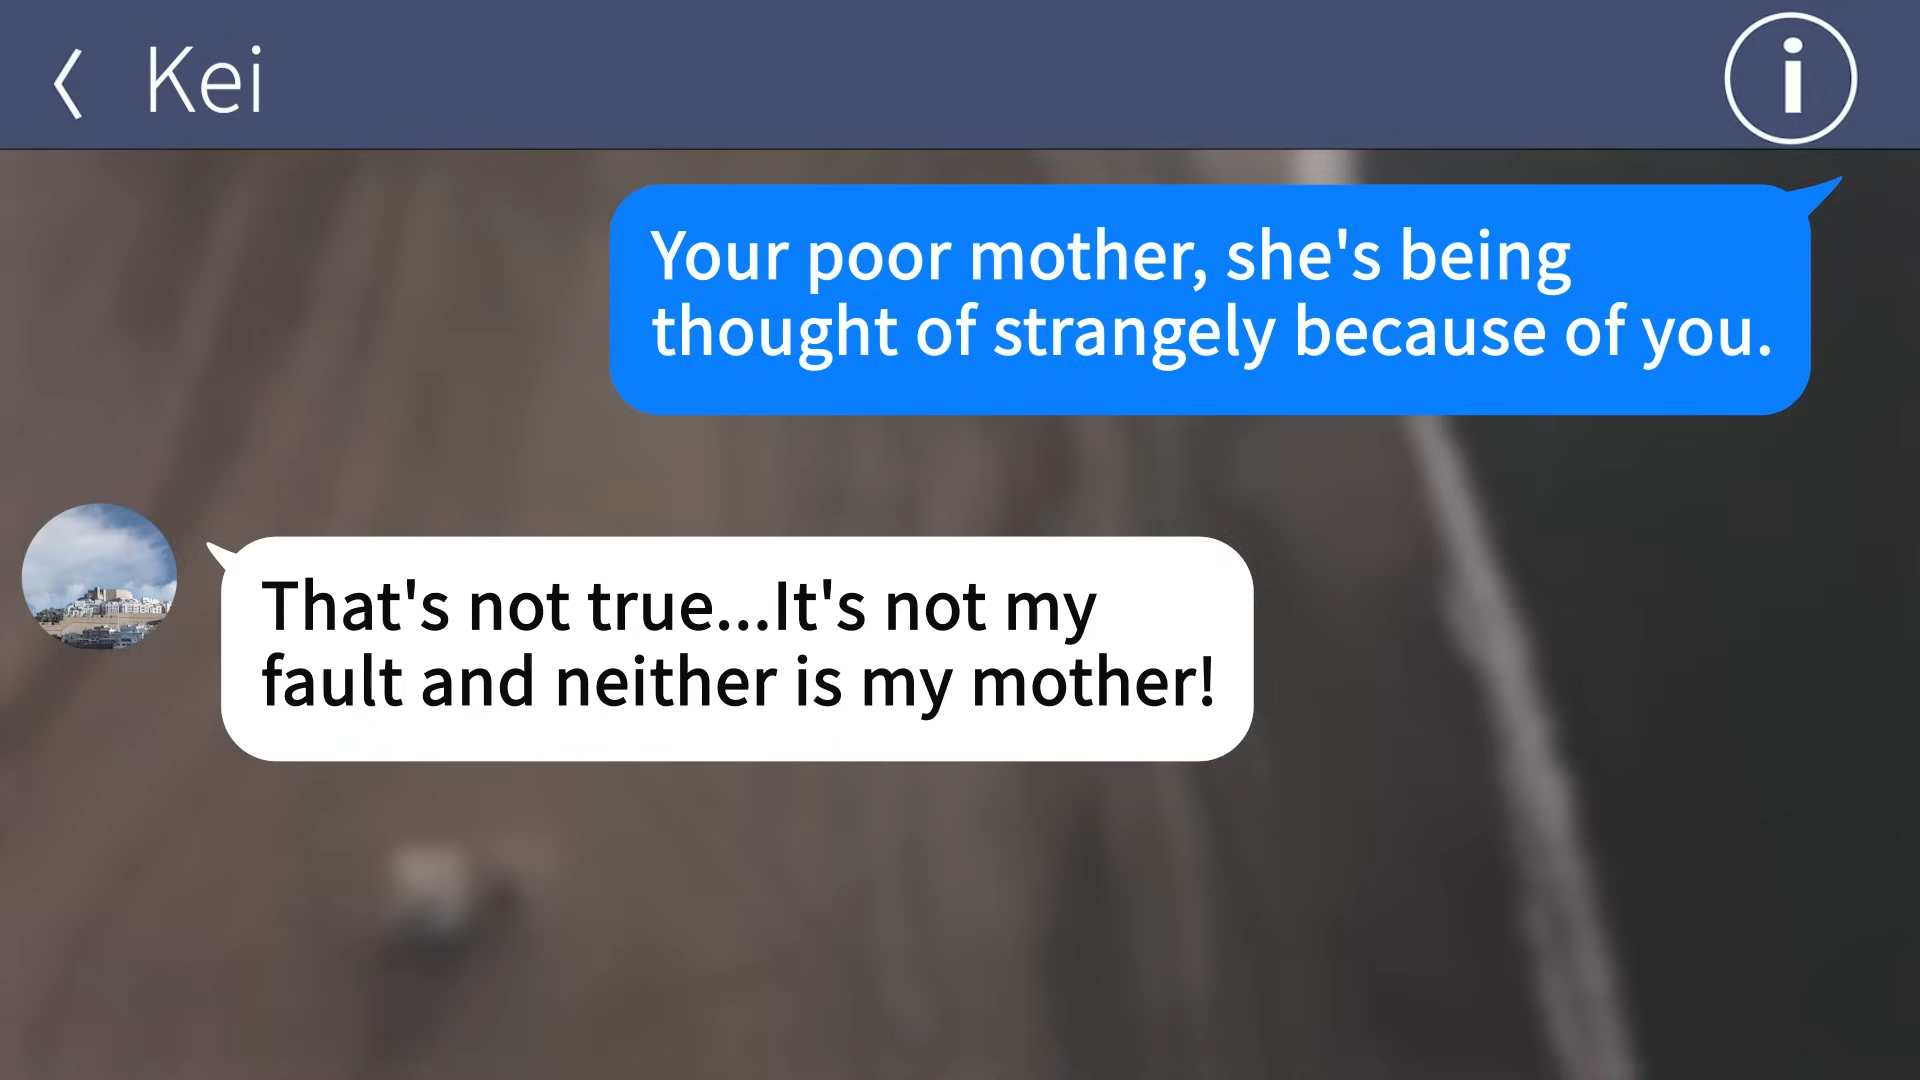 Kei
Your poor mother, she's being
thought of strangely because of you.
That's not true...It's not my
fault and neither is my mother!